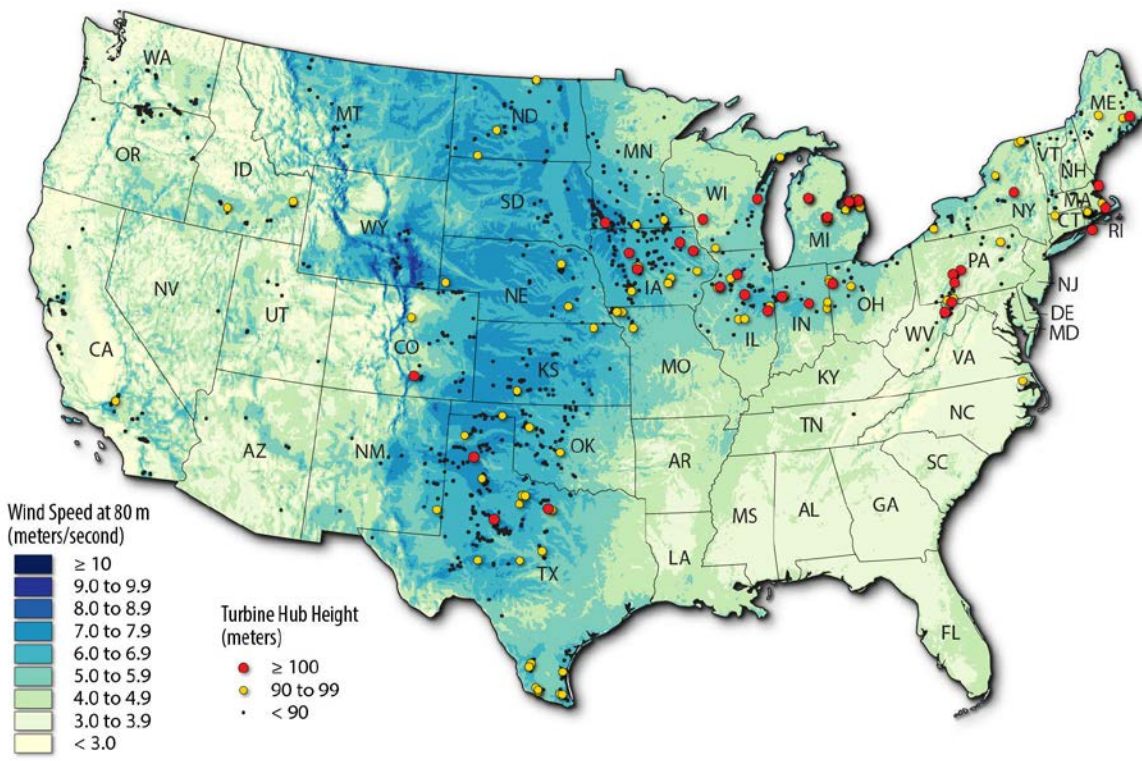 WA
OR
CA
ID
NV
UT
AZ
MT
WY
CO
NM
ND
SD
NE
KS
OK
TX
MN
IA
MO
AR
LA
WI
IL
MI
IN
OH
KY
TN
MS
AL
GA
FL
SC
NC
VA
WV
PA
NY
VT
NH
ME
MA
CT
RI
NJ
DE
MD
Wind Speed at 80 m
(meters/second)
≥ 10
9.0 to 9.9
8.0 to 8.9
7.0 to 7.9
6.0 to 6.9
5.0 to 5.9
4.0 to 4.9
3.0 to 3.9
< 3.0
Turbine Hub Height
(meters)
≥ 100
90 to 99
< 90